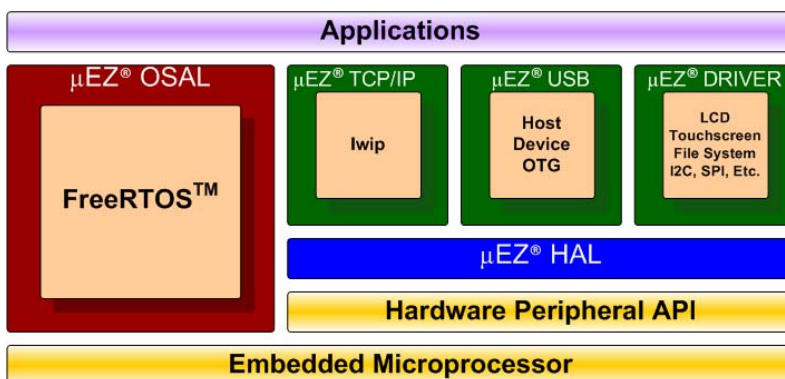 Applications
µEZ® OSAL
FreeRTOS™
µEZ® TCP/IP
lwip
µEZ® USB
Host
Device
OTG
µEZ® DRIVER
LCD
Touchscreen
File System
I2C, SPI, Etc.
µEZ® HAL
Hardware Peripheral API
Embedded Microprocessor